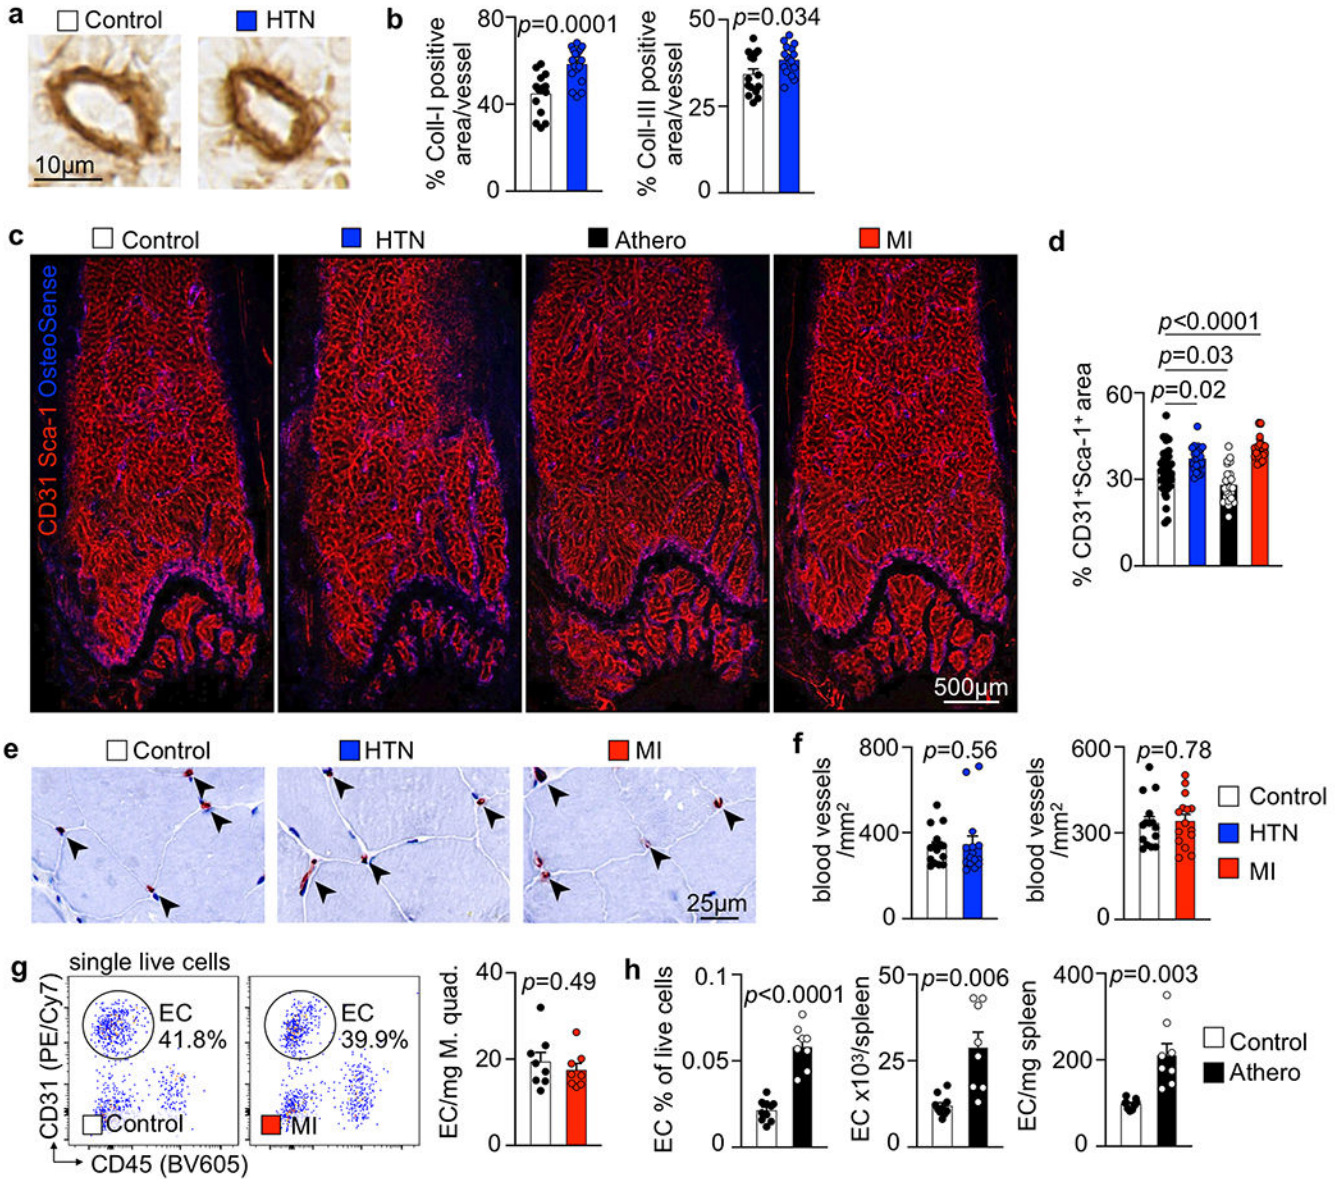 a
Control
HTN
10µm
b
% Coll-I positive
area/vessel
80
40
0
p=0.0001
% Coll-III positive
area/vessel
50
25
0
p=0.034
c
Control
HTN
Athero
MI
CD31 Sca-1 OsteoSense
500µm
d
% CD31⁺Sca-1⁺ area
60
30
0
p<0.0001
p=0.03
p=0.02
e
Control
HTN
MI
25µm
f
blood vessels
/mm²
800
400
0
p=0.56
blood vessels
/mm²
600
300
0
p=0.78
Control
HTN
MI
g
single live cells
EC
41.8%
Control
EC
39.9%
MI
CD31 (PE/Cy7)
CD45 (BV605)
EC/mg M. quad.
40
20
0
p=0.49
h
EC % of live cells
0.1
0.05
0
p<0.0001
EC x10³/spleen
50
25
0
p=0.006
EC/mg spleen
400
200
0
p=0.003
Control
Athero